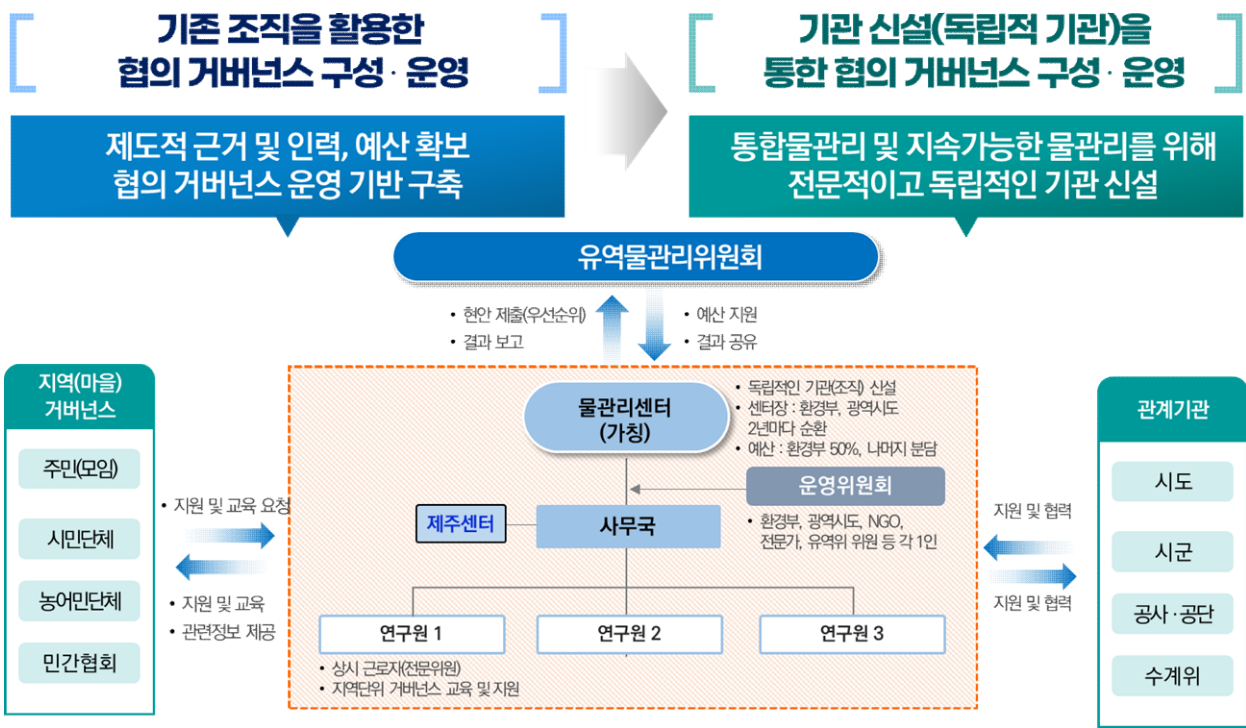 기존 조직을 활용한
협의 거버넌스 구성·운영
기관 신설(독립적 기관)을
통한 협의 거버넌스 구성·운영
제도적 근거 및 인력, 예산 확보
협의 거버넌스 운영 기반 구축
통합물관리 및 지속가능한 물관리를 위해
전문적이고 독립적인 기관 신설
유역물관리위원회
• 현안 제출(우선순위)
• 결과 보고
• 예산 지원
• 결과 공유
지역(마을)
거버넌스
주민(모임)
시민단체
농어민단체
민간협회
• 지원 및 교육 요청
• 지원 및 교육
• 관련정보 제공
물관리센터
(가칭)
• 독립적인 기관(조직) 신설
• 센터장 : 환경부, 광역시도
2년마다 순환
• 예산 : 환경부 50%, 나머지 분담
운영위원회
• 환경부, 광역시도, NGO,
전문가, 유역위 위원 등 각 1인
제주센터
사무국
연구원 1
연구원 2
연구원 3
• 상시 근로자(전문위원)
• 지역단위 거버넌스 교육 및 지원
지원 및 협력
지원 및 협력
관계기관
시도
시군
공사·공단
수계위